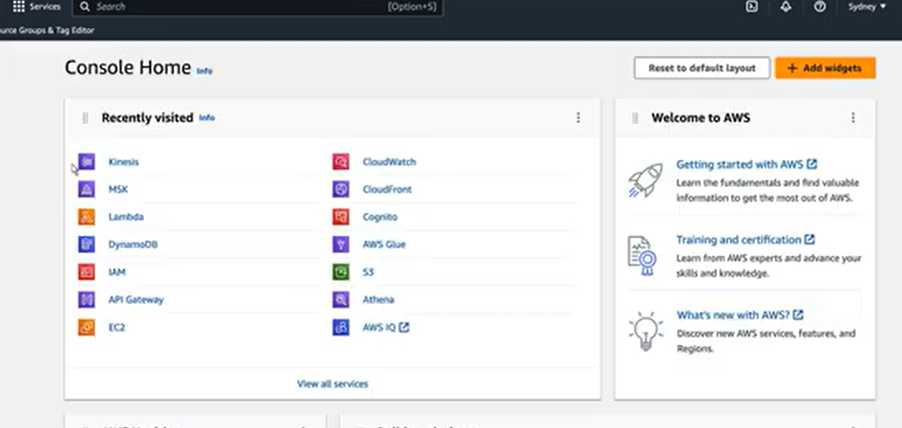 Services
Search
[Option+S]
Sydney
urce Groups & Tag Editor
Console Home
Info
Reset to default layout
+ Add widgets
Recently visited
Info
Welcome to AWS
Kinesis
MSK
Lambda
DynamoDB
IAM
API Gateway
EC2
CloudWatch
CloudFront
Cognito
AWS Glue
S3
Athena
AWS IQ
View all services
Getting started with AWS
Learn the fundamentals and find valuable
information to get the most out of AWS.
Training and certification
Learn from AWS experts and advance your
skills and knowledge.
What's new with AWS?
Discover new AWS services, features, and
Regions.